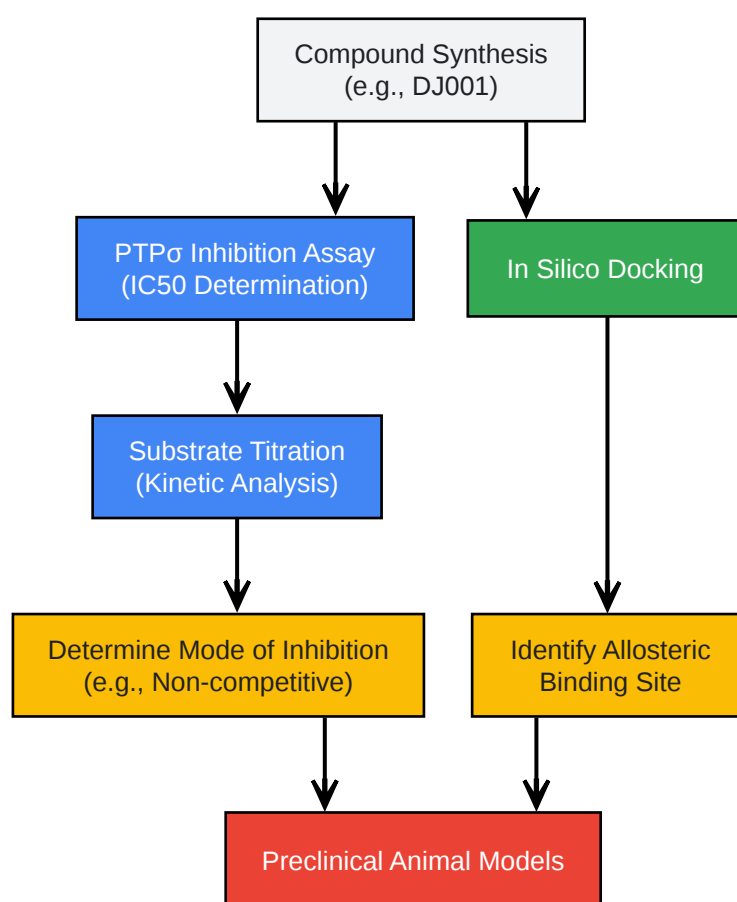 Compound Synthesis
(e.g., DJ001)
PTPσ Inhibition Assay
(IC50 Determination)
In Silico Docking
Substrate Titration
(Kinetic Analysis)
Determine Mode of Inhibition
(e.g., Non-competitive)
Identify Allosteric
Binding Site
Preclinical Animal Models